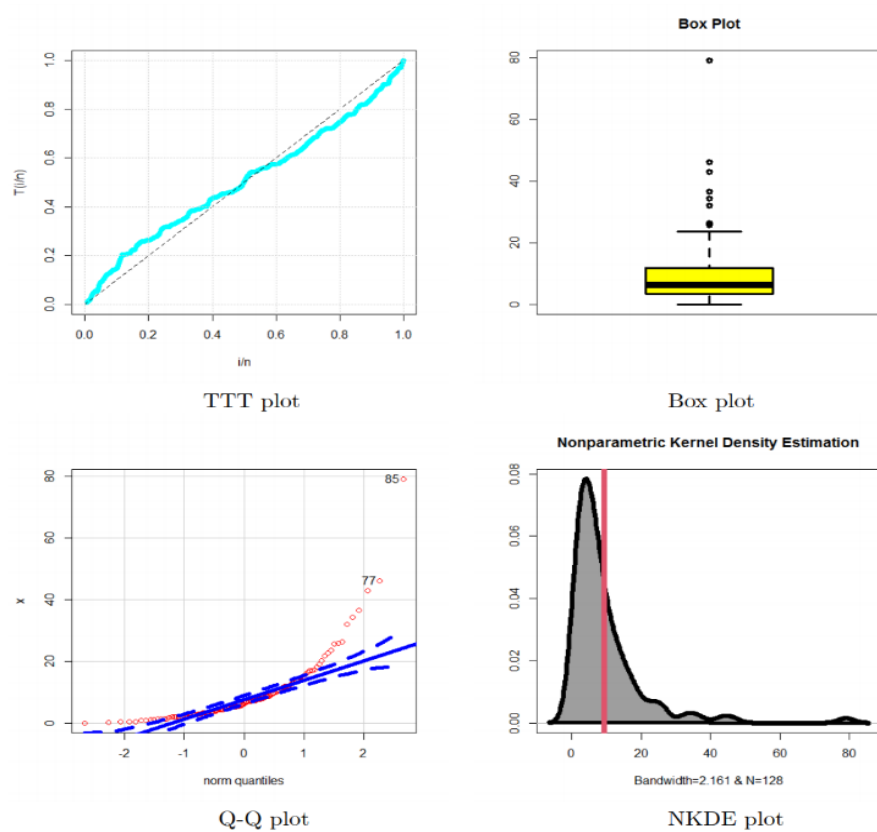 Box Plot
T(i/n)
1.0
0.8
0.6
0.4
0.2
0.0
0.0 0.2 0.4 0.6 0.8 1.0
i/n
TTT plot
80
60
40
20
0
Box plot
x
80
60
40
20
0
85
77
-2 -1 0 1 2
norm quantiles
Q-Q plot
Nonparametric Kernel Density Estimation
0.08
0.06
0.04
0.02
0.00
0 20 40 60 80
Bandwidth=2.161 & N=128
NKDE plot